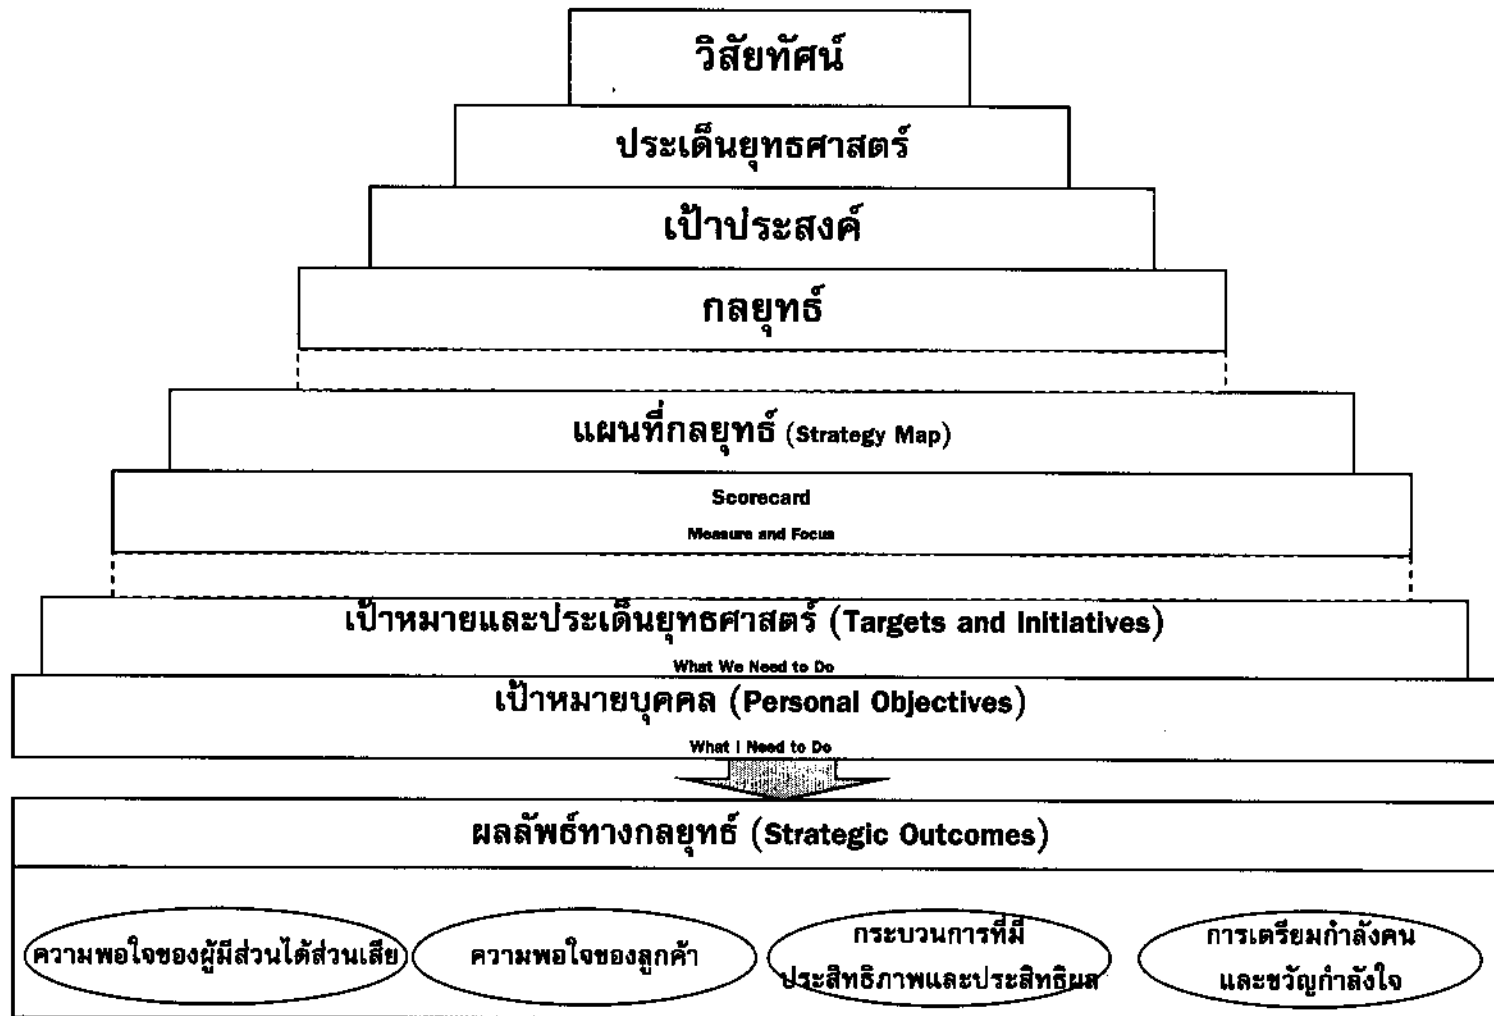 วิสัยทัศน์
ประเด็นยุทธศาสตร์
เป้าประสงค์
กลยุทธ์
แผนที่กลยุทธ์ (Strategy Map)
Scorecard
Measure and Focus
เป้าหมายและประเด็นยุทธศาสตร์ (Targets and Initiatives)
What We Need to Do
เป้าหมายบุคคล (Personal Objectives)
What I Need to Do
ผลลัพธ์ทางกลยุทธ์ (Strategic Outcomes)
ความพอใจของผู้มีส่วนได้ส่วนเสีย
ความพอใจของลูกค้า
กระบวนการที่มี
ประสิทธิภาพและประสิทธิผล
การเตรียมกำลังคน
และขวัญกำลังใจ